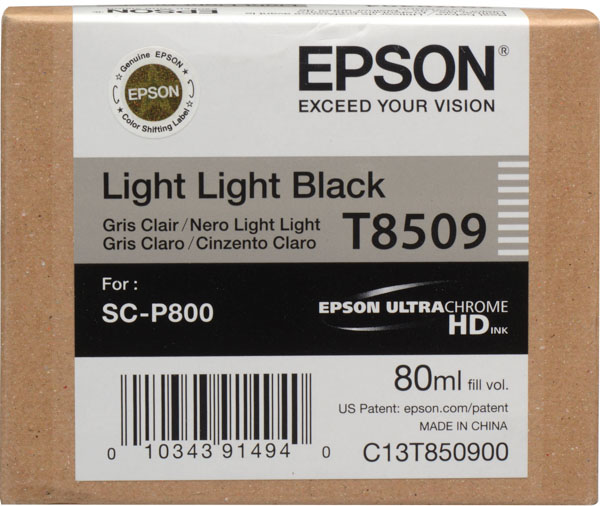 Genuine EPSON
EPSON
Color Shifting Label
EPSON®
EXCEED YOUR VISION
Light Light Black
Gris Clair/Nero Light Light
Gris Claro/Cinzento Claro
T8509
For :
SC-P800
EPSON ULTRACHROME
HD INK
80ml fill vol.
US Patent: epson.com/patent
MADE IN CHINA
0 10343 91494 0
C13T850900